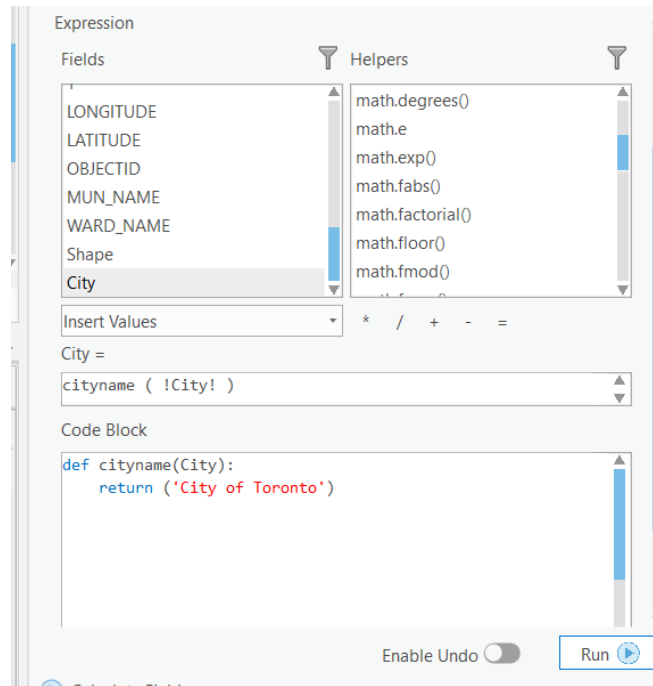 Expression
Fields
Helpers
LONGITUDE
LATITUDE
OBJECTID
MUN_NAME
WARD_NAME
Shape
City
math.degrees()
math.e
math.exp()
math.fabs()
math.factorial()
math.floor()
math.fmod()
Insert Values
* / + - =
City =
cityname ( !City! )
Code Block
def cityname(City):
    return ('City of Toronto')
Enable Undo
Run